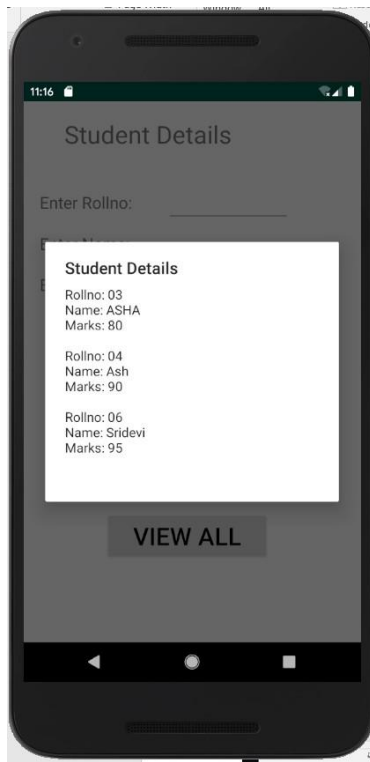 11:16
Student Details
Enter Rollno:
Student Details
Rollno: 03
Name: ASHA
Marks: 80
Rollno: 04
Name: Ash
Marks: 90
Rollno: 06
Name: Sridevi
Marks: 95
VIEW ALL